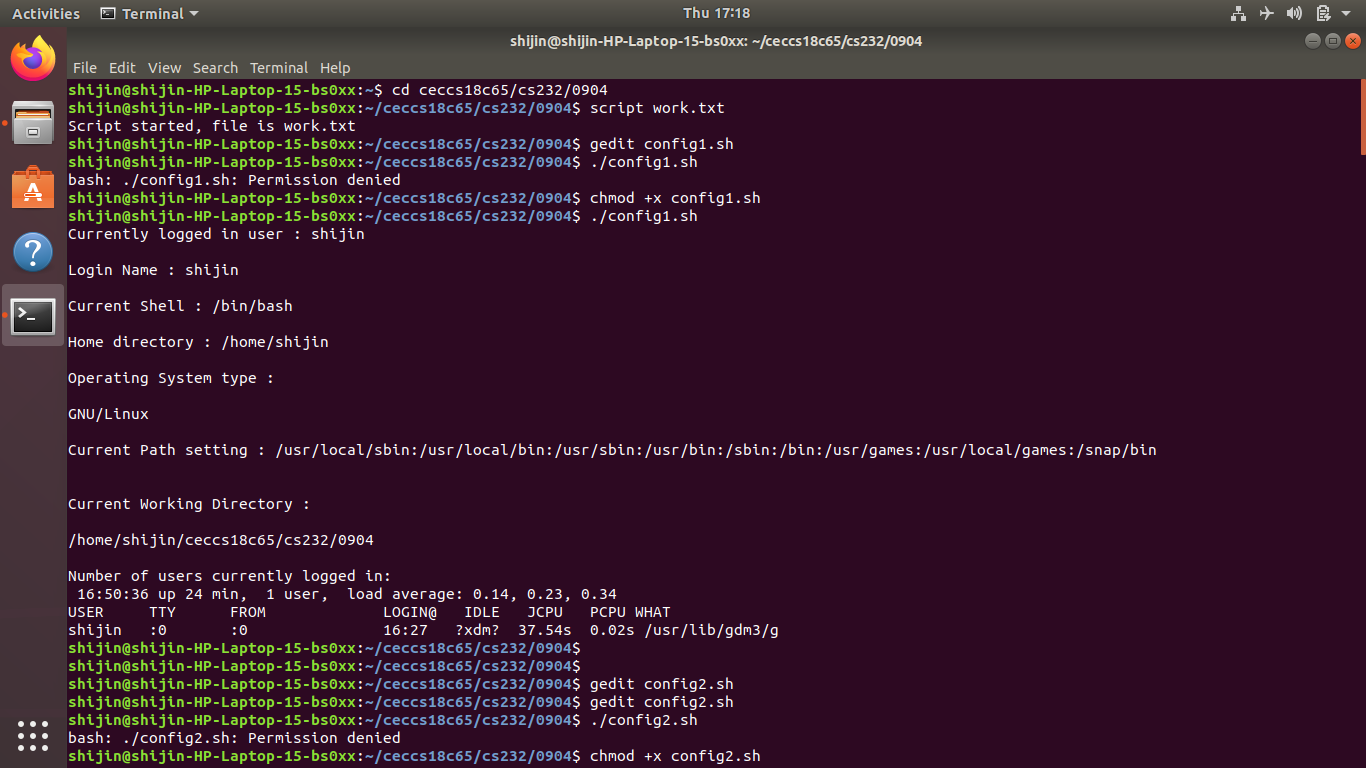 Activities Terminal Thu 17:18
shijin@shijin-HP-Laptop-15-bs0xx: ~/ceccs18c65/cs232/0904
File Edit View Search Terminal Help
shijin@shijin-HP-Laptop-15-bs0xx:~$ cd ceccs18c65/cs232/0904
shijin@shijin-HP-Laptop-15-bs0xx:~/ceccs18c65/cs232/0904$ script work.txt
Script started, file is work.txt
shijin@shijin-HP-Laptop-15-bs0xx:~/ceccs18c65/cs232/0904$ gedit config1.sh
shijin@shijin-HP-Laptop-15-bs0xx:~/ceccs18c65/cs232/0904$ ./config1.sh
bash: ./config1.sh: Permission denied
shijin@shijin-HP-Laptop-15-bs0xx:~/ceccs18c65/cs232/0904$ chmod +x config1.sh
shijin@shijin-HP-Laptop-15-bs0xx:~/ceccs18c65/cs232/0904$ ./config1.sh
Currently logged in user : shijin
Login Name : shijin
Current Shell : /bin/bash
Home directory : /home/shijin
Operating System type :
GNU/Linux
Current Path setting : /usr/local/sbin:/usr/local/bin:/usr/sbin:/usr/bin:/sbin:/bin:/usr/games:/usr/local/games:/snap/bin
Current Working Directory :
/home/shijin/ceccs18c65/cs232/0904
Number of users currently logged in:
 16:50:36 up 24 min,  1 user,  load average: 0.14, 0.23, 0.34
USER     TTY      FROM             LOGIN@   IDLE   JCPU   PCPU WHAT
shijin   :0       :0               16:27   ?xdm?  37.54s  0.02s /usr/lib/gdm3/g
shijin@shijin-HP-Laptop-15-bs0xx:~/ceccs18c65/cs232/0904$
shijin@shijin-HP-Laptop-15-bs0xx:~/ceccs18c65/cs232/0904$
shijin@shijin-HP-Laptop-15-bs0xx:~/ceccs18c65/cs232/0904$ gedit config2.sh
shijin@shijin-HP-Laptop-15-bs0xx:~/ceccs18c65/cs232/0904$ gedit config2.sh
shijin@shijin-HP-Laptop-15-bs0xx:~/ceccs18c65/cs232/0904$ ./config2.sh
bash: ./config2.sh: Permission denied
shijin@shijin-HP-Laptop-15-bs0xx:~/ceccs18c65/cs232/0904$ chmod +x config2.sh